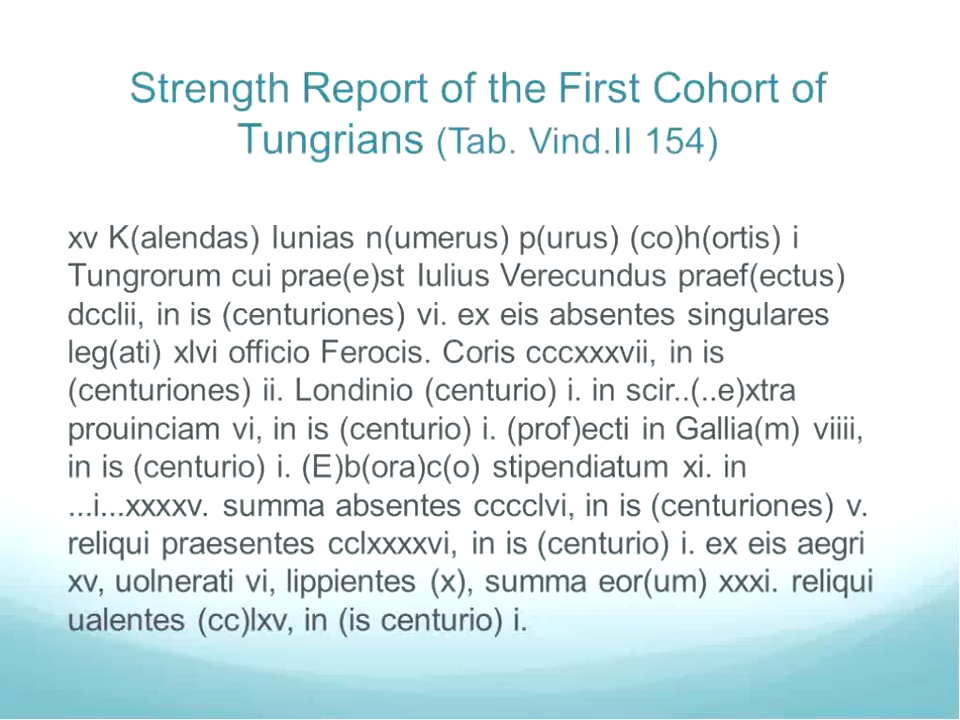 Strength Report of the First Cohort of
Tungrians (Tab. Vind.II 154)
xv K(alendas) Iunias n(umerus) p(urus) (co)h(ortis) i
Tungrorum cui prae(e)st Iulius Verecundus praef(ectus)
dcclii, in is (centuriones) vi. ex eis absentes singulares
leg(ati) xlvi officio Ferocis. Coris cccxxxvii, in is
(centuriones) ii. Londinio (centurio) i. in scir..(..e)xtra
prouinciam vi, in is (centurio) i. (prof)ecti in Gallia(m) viiii,
in is (centurio) i. (E)b(ora)c(o) stipendiatum xi. in
...i...xxxxv. summa absentes cccclvi, in is (centuriones) v.
reliqui praesentes cclxxxxvi, in is (centurio) i. ex eis aegri
xv, uolnerati vi, lippientes (x), summa eor(um) xxxi. reliqui
ualentes (cc)lxv, in (is centurio) i.